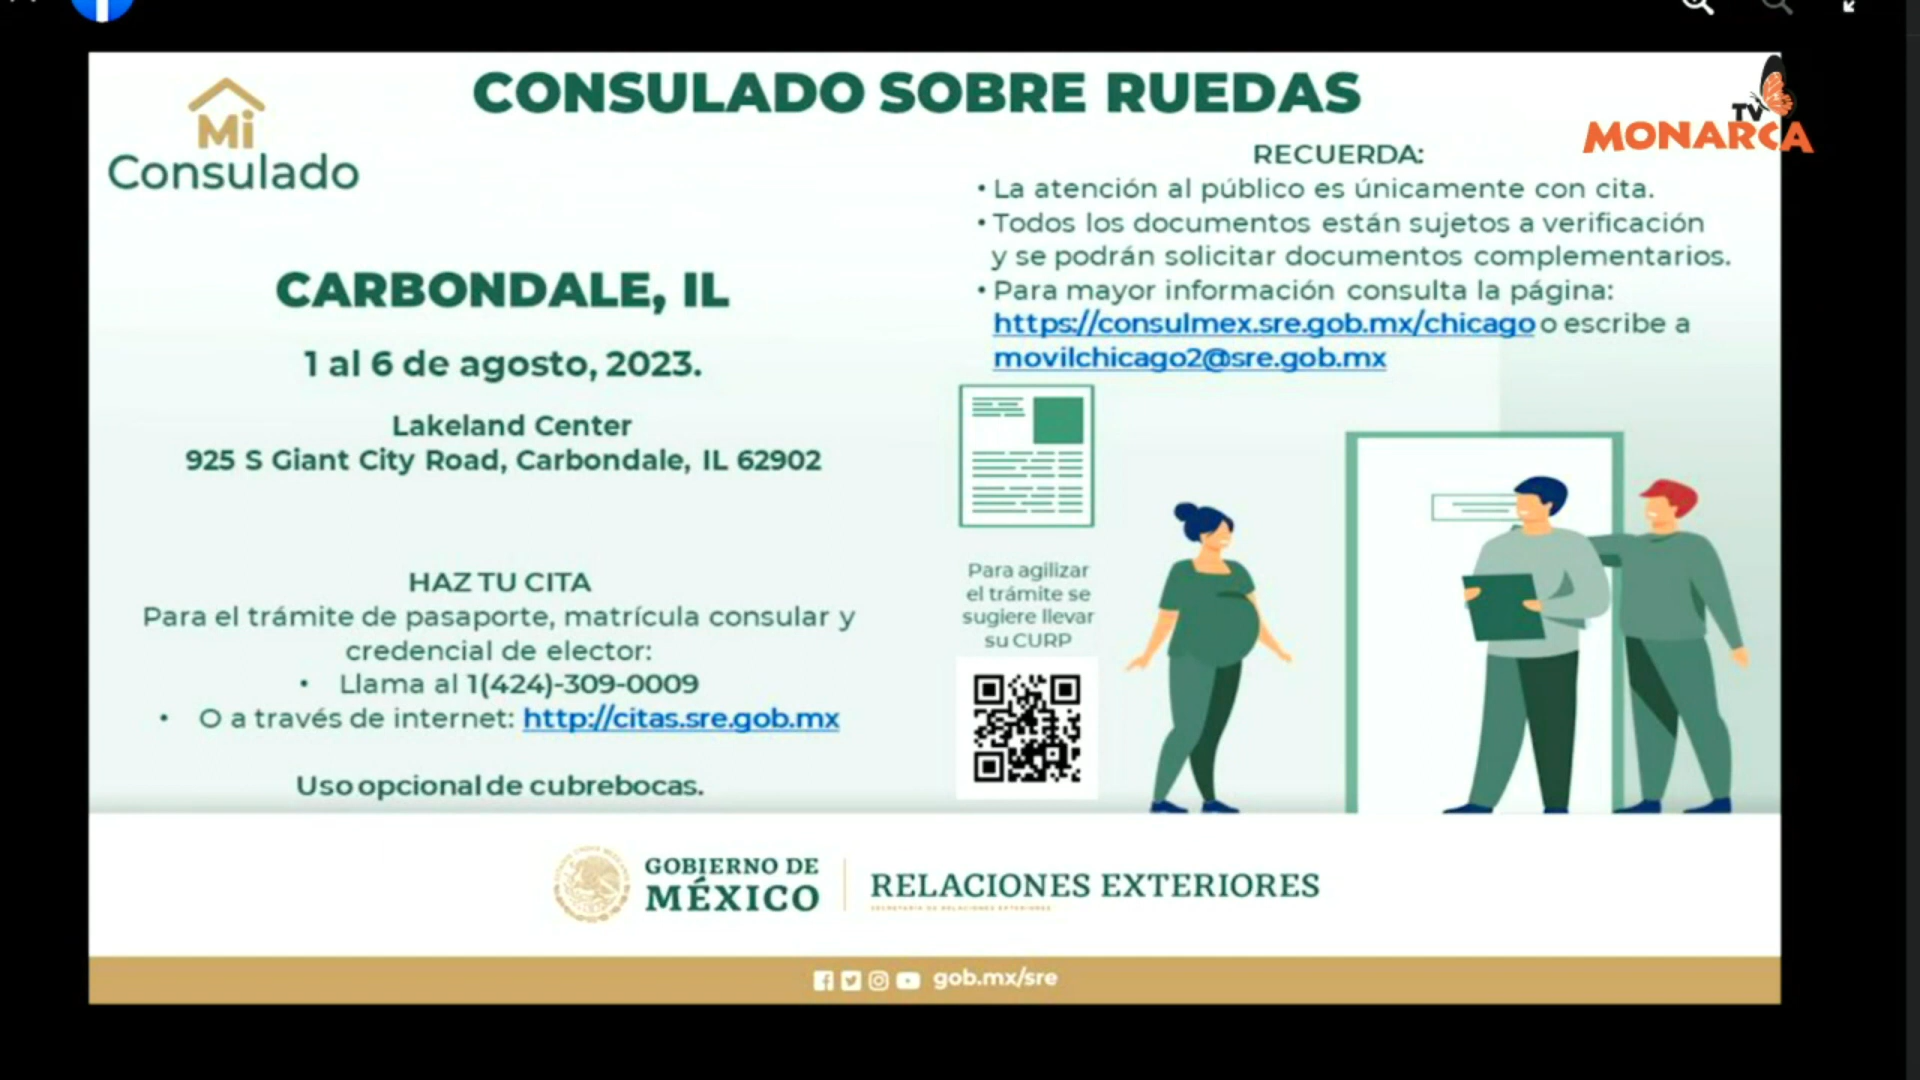 CONSULADO SOBRE RUEDAS
Mi
Consulado
TV
MONARCA
CARBONDALE, IL
1 al 6 de agosto, 2023.
Lakeland Center
925 S Giant City Road, Carbondale, IL 62902
HAZ TU CITA
Para el trámite de pasaporte, matrícula consular y
credencial de elector:
• Llama al 1(424)-309-0009
• O a través de internet: http://citas.sre.gob.mx
Uso opcional de cubrebocas.
RECUERDA:
• La atención al público es únicamente con cita.
• Todos los documentos están sujetos a verificación
y se podrán solicitar documentos complementarios.
• Para mayor información consulta la página:
https://consulmex.sre.gob.mx/chicago o escribe a
movilchicago2@sre.gob.mx
Para agilizar
el trámite se
sugiere llevar
su CURP
GOBIERNO DE
MÉXICO
RELACIONES EXTERIORES
SECRETARÍA DE RELACIONES EXTERIORES
gob.mx/sre